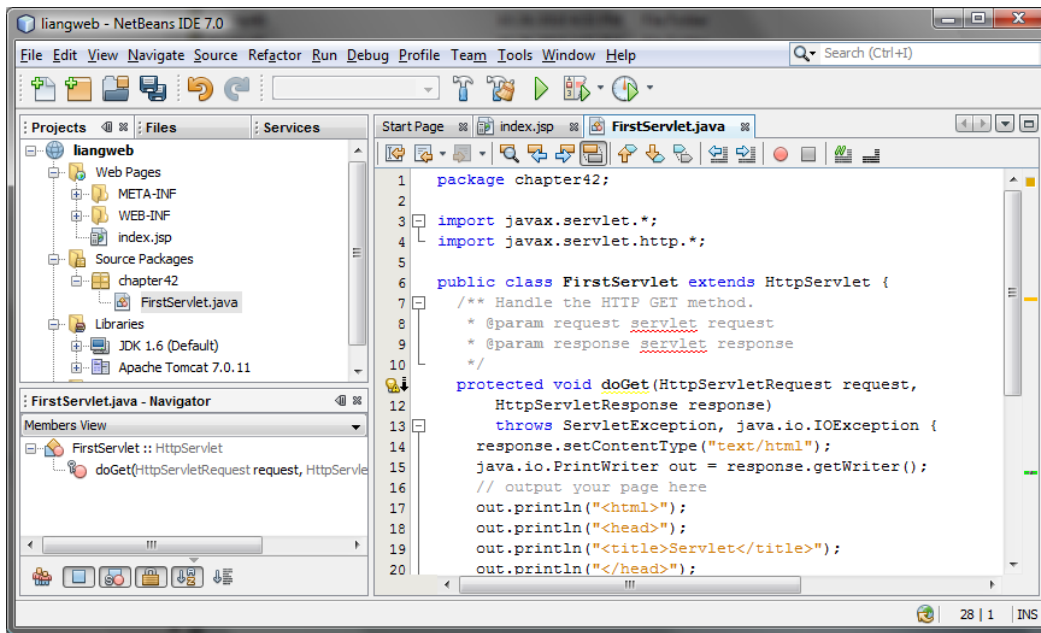 liangweb - NetBeans IDE 7.0
File Edit View Navigate Source Refactor Run Debug Profile Team Tools Window Help
Search (Ctrl+I)
Projects Files Services
liangweb
Web Pages
META-INF
WEB-INF
index.jsp
Source Packages
chapter42
FirstServlet.java
Libraries
JDK 1.6 (Default)
Apache Tomcat 7.0.11
FirstServlet.java - Navigator
Members View
FirstServlet :: HttpServlet
doGet(HttpServletRequest request, HttpServle
Start Page index.jsp FirstServlet.java
1 package chapter42;
2
3 import javax.servlet.*;
4 import javax.servlet.http.*;
5
6 public class FirstServlet extends HttpServlet {
7 /** Handle the HTTP GET method.
8 * @param request servlet request
9 * @param response servlet response
10 */
protected void doGet(HttpServletRequest request,
12 HttpServletResponse response)
13 throws ServletException, java.io.IOException {
14 response.setContentType("text/html");
15 java.io.PrintWriter out = response.getWriter();
16 // output your page here
17 out.println("<html>");
18 out.println("<head>");
19 out.println("<title>Servlet</title>");
20 out.println("</head>");
28 | 1 INS